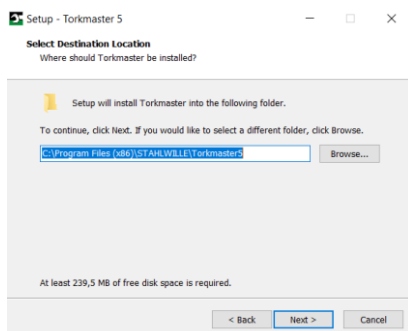 Setup - Torkmaster 5
Select Destination Location
Where should Torkmaster be installed?
Setup will install Torkmaster into the following folder.
To continue, click Next. If you would like to select a different folder, click Browse.
C:\Program Files (x86)\STAHLWILLE\Torkmaster5
Browse...
At least 239,5 MB of free disk space is required.
< Back
Next >
Cancel